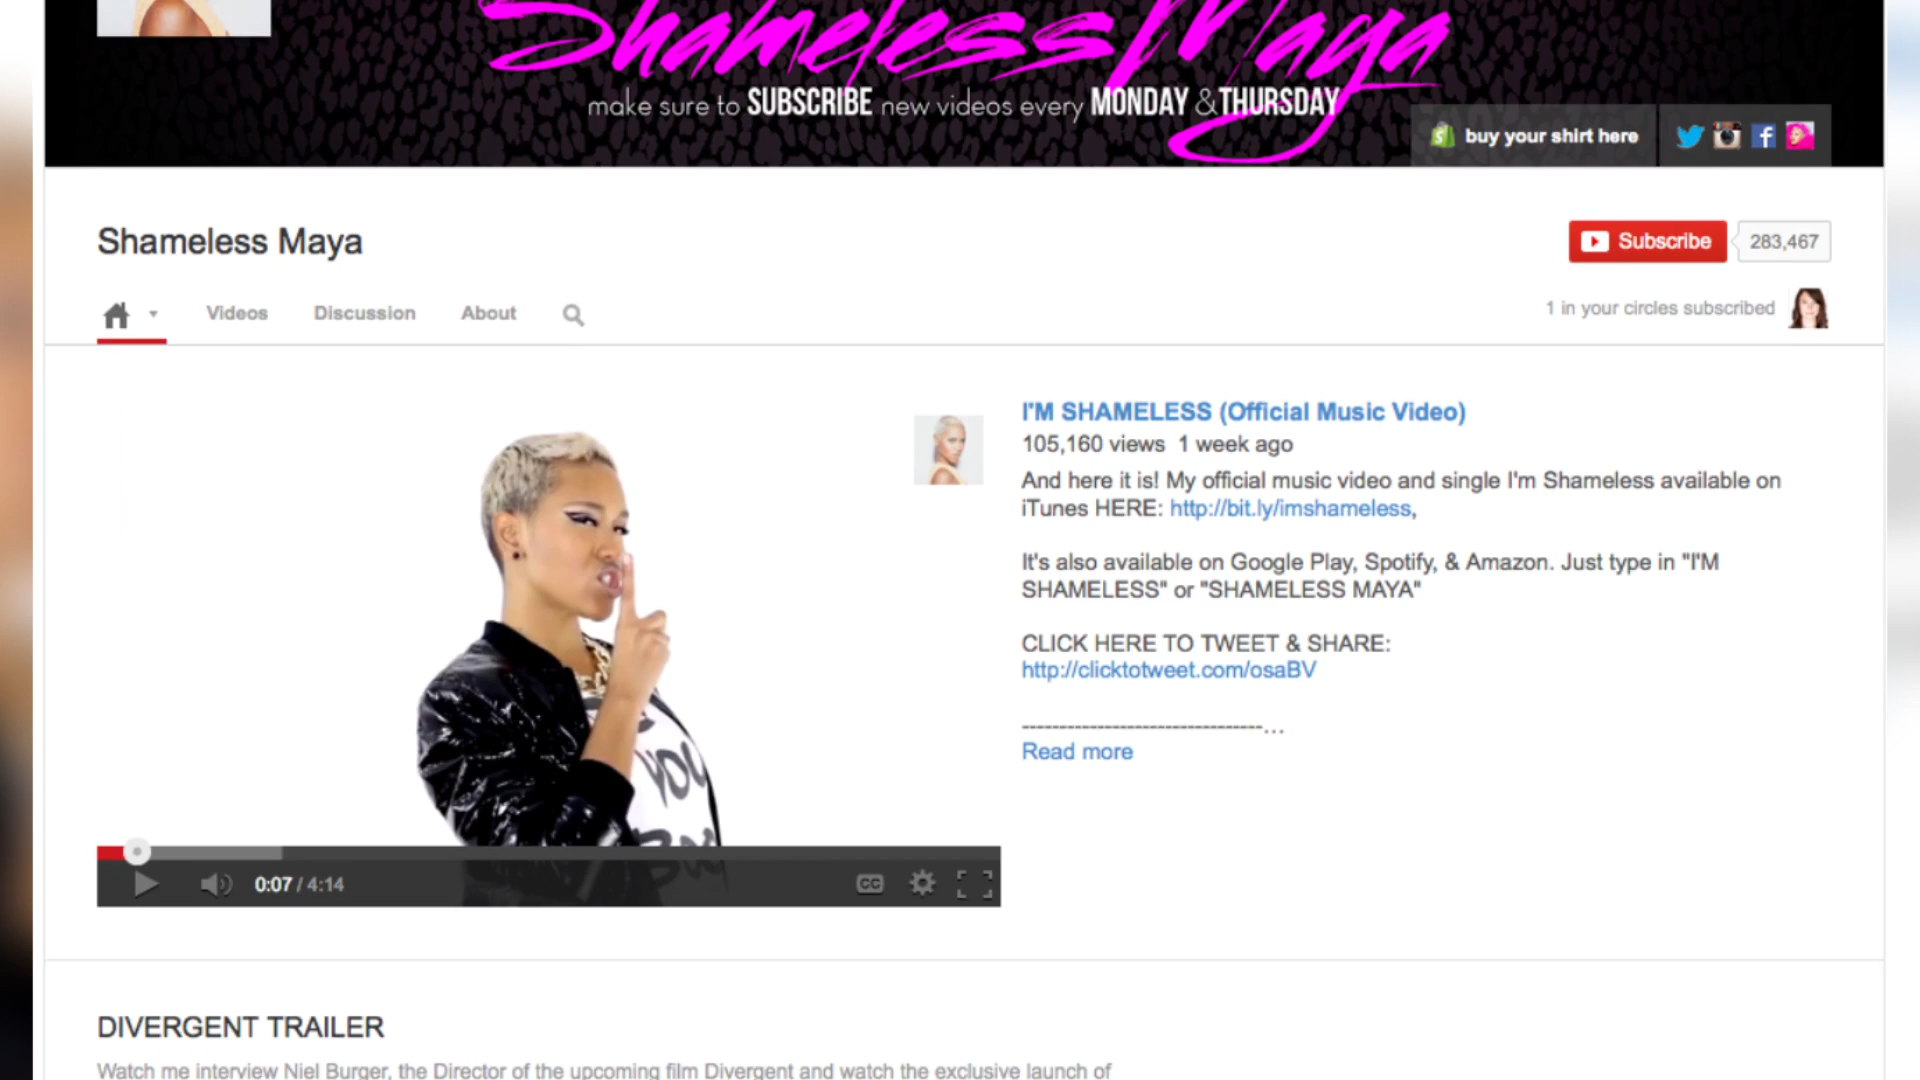 Shameless Maya
make sure to SUBSCRIBE new videos every MONDAY & THURSDAY
buy your shirt here
Shameless Maya
Subscribe 283,467
Videos Discussion About
1 in your circles subscribed
I'M SHAMELESS (Official Music Video)
105,160 views 1 week ago
And here it is! My official music video and single I'm Shameless available on
iTunes HERE: http://bit.ly/imshameless,
It's also available on Google Play, Spotify, & Amazon. Just type in "I'M
SHAMELESS" or "SHAMELESS MAYA"
CLICK HERE TO TWEET & SHARE:
http://clicktotweet.com/osaBV
--------------------------------...
Read more
YOU
0:07 / 4:14
CC
DIVERGENT TRAILER
Watch me interview Niel Burger, the Director of the upcoming film Divergent and watch the exclusive launch of